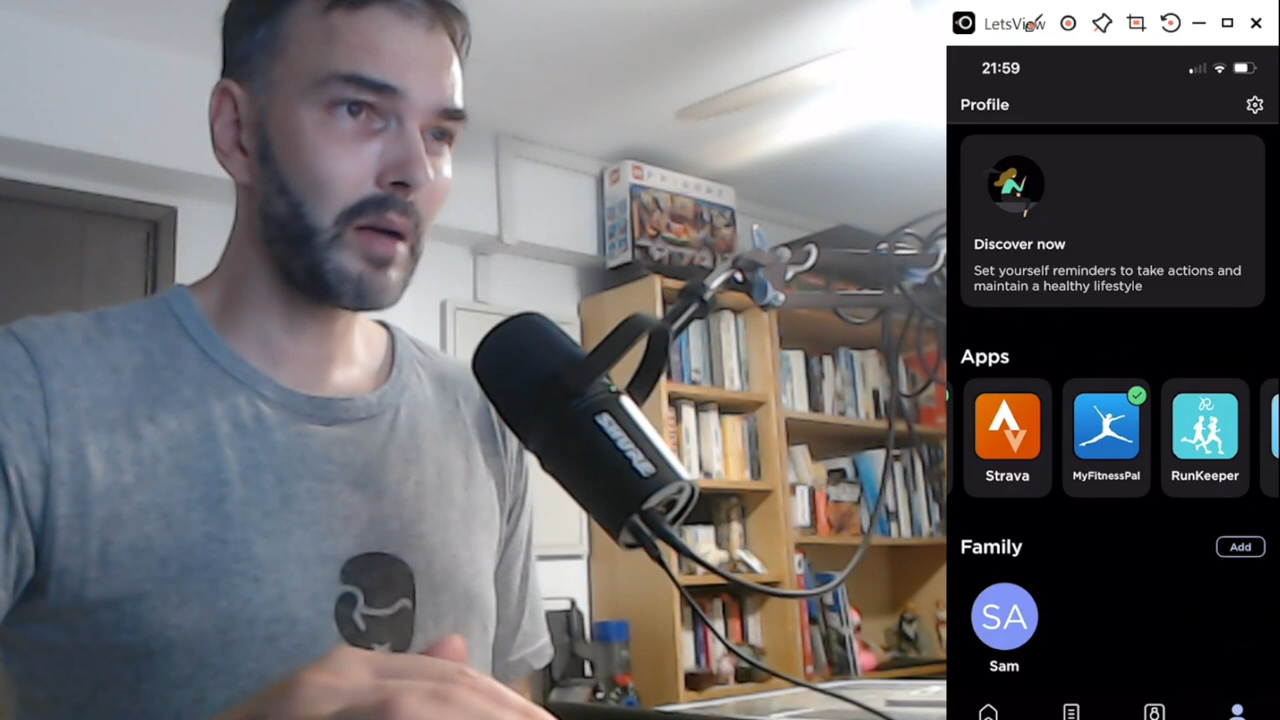 LetsView
21:59
Profile
Discover now
Set yourself reminders to take actions and
maintain a healthy lifestyle
Apps
Strava
MyFitnessPal
RunKeeper
Family
Add
SA
Sam
SHURE
FRIENDS